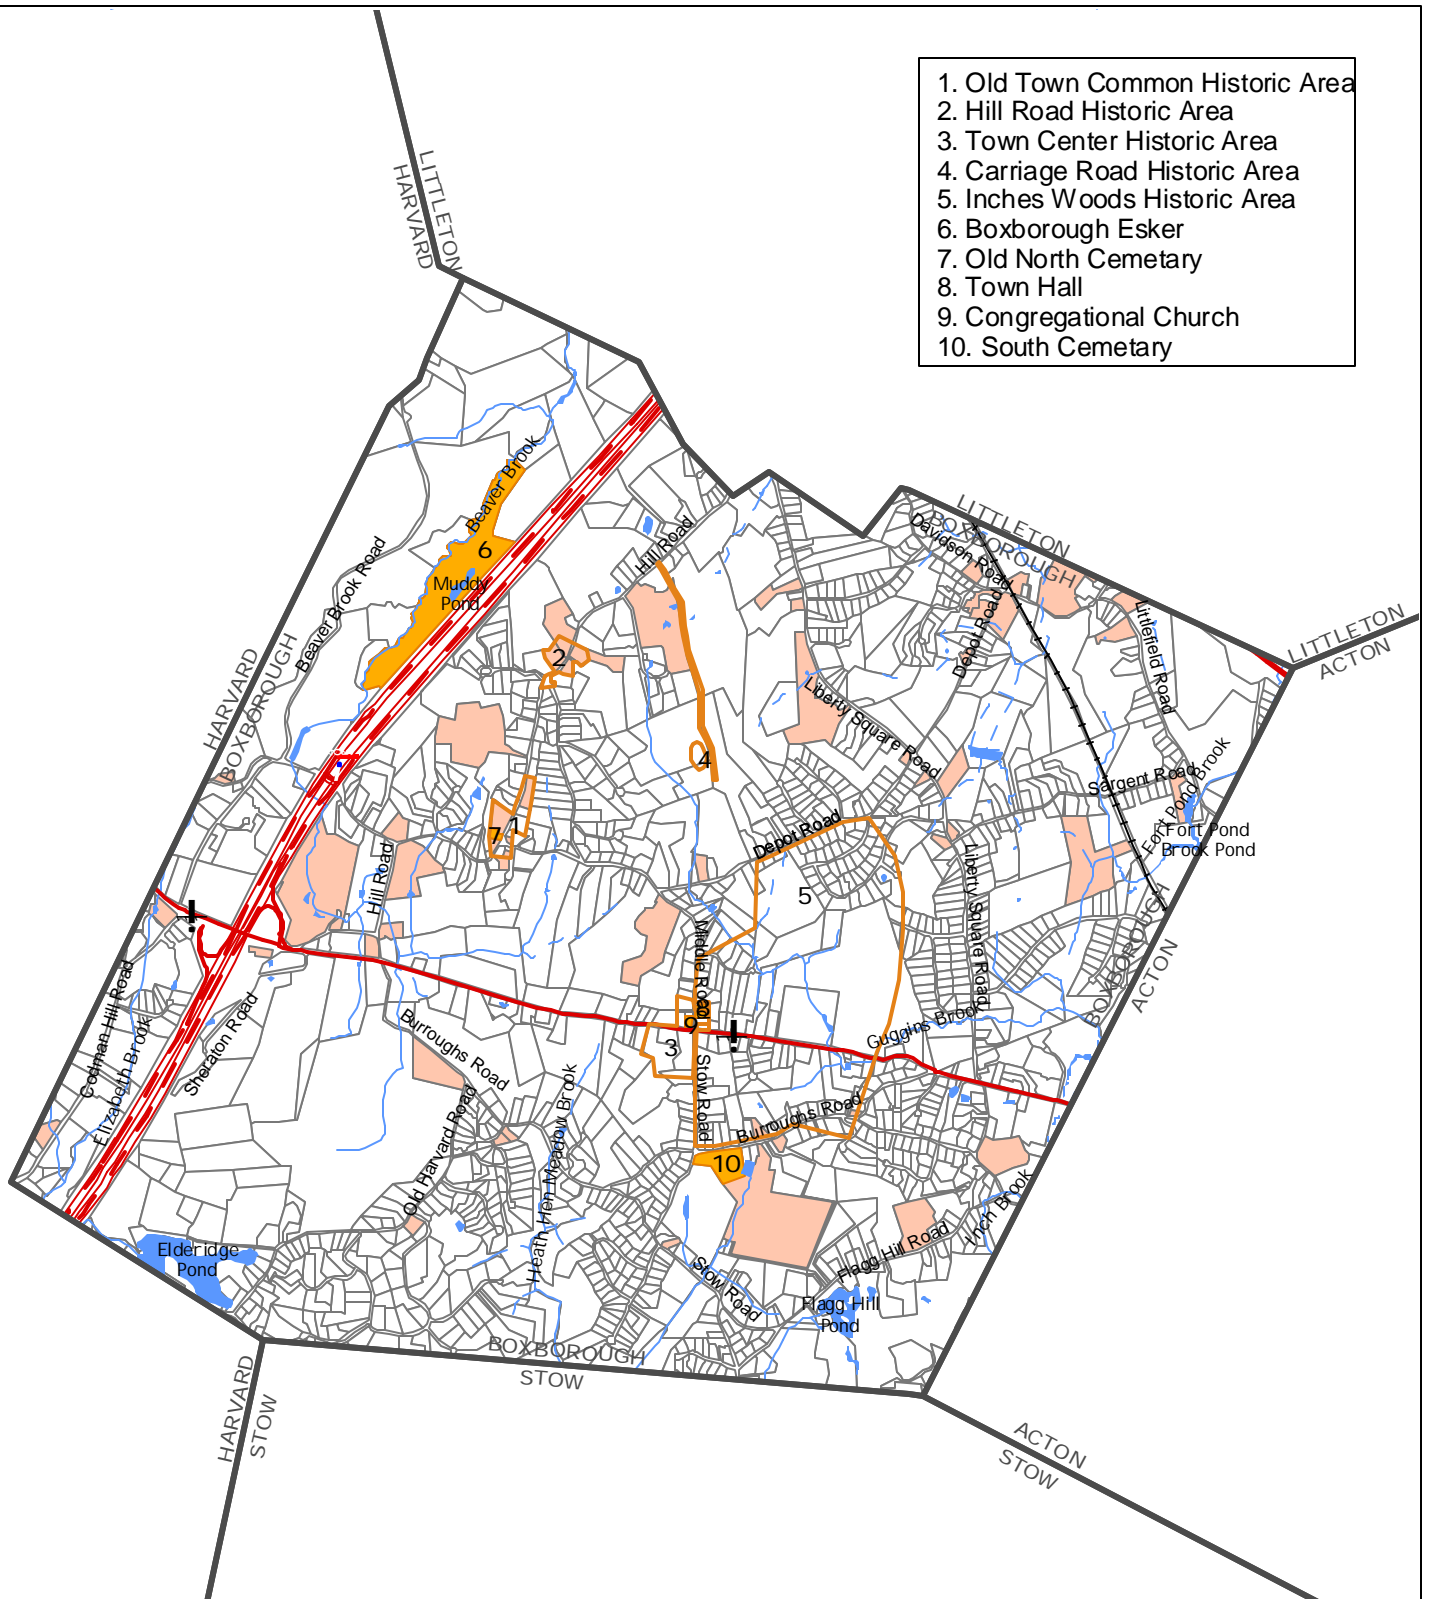 1. Old Town Common Historic Area
2. Hill Road Historic Area
3. Town Center Historic Area
4. Carriage Road Historic Area
5. Inches Woods Historic Area
6. Boxborough Esker
7. Old North Cemetary
8. Town Hall
9. Congregational Church
10. South Cemetary
LITTLETON
HARVARD
Beaver Brook
6
Muddy
Pond
Beaver Brook Road
HARVARD
BOXBOROUGH
Hill Road
2
LITTLETON
BOXBOROUGH
Davidson Road
Depot Road
Littlefield Road
LITTLETON
ACTON
Liberty Square Road
4
Sargent Road
Fort Pond Brook
Fort Pond
Brook Pond
7
1
Depot Road
Hill Road
5
Liberty Square Road
BOXBOROUGH
ACTON
Middle Road
8
9
3
Guggins Brook
Codman Hill Road
Elizabeth Brook
Sheraton Road
Burroughs Road
Stow Road
Burroughs Road
Old Harvard Road
Heath Hen Meadow Brook
10
Inch Brook
Flagg Hill Road
Elderidge
Pond
Stow Road
Flagg Hill
Pond
BOXBOROUGH
STOW
HARVARD
STOW
ACTON
STOW